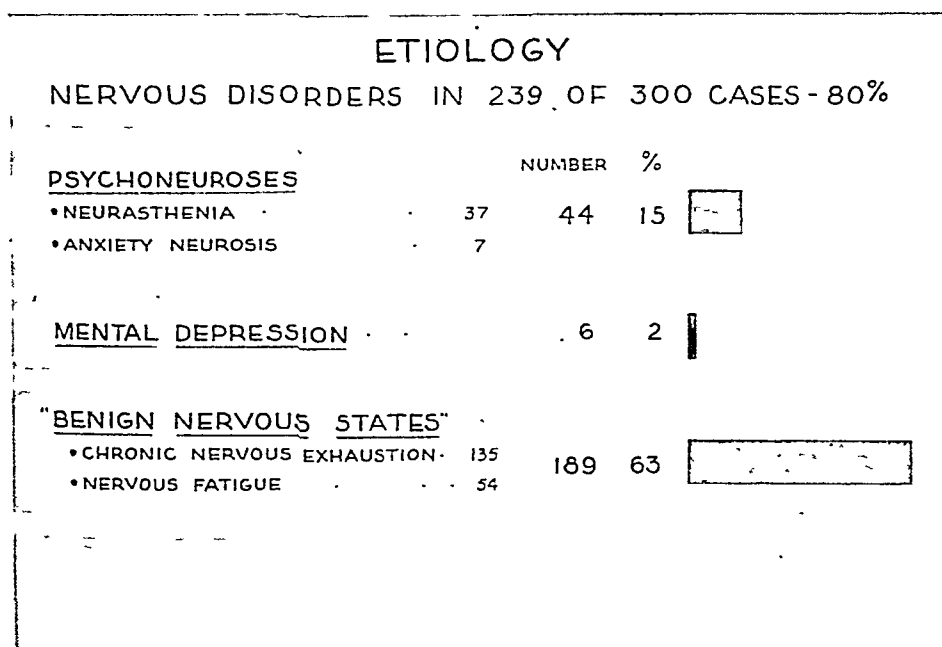 ETIOLOGY
NERVOUS DISORDERS IN 239 OF 300 CASES - 80%
NUMBER %
PSYCHONEUROSES
•NEURASTHENIA 37 44 15
•ANXIETY NEUROSIS 7
MENTAL DEPRESSION 6 2
"BENIGN NERVOUS STATES"
•CHRONIC NERVOUS EXHAUSTION 135 189 63
•NERVOUS FATIGUE 54